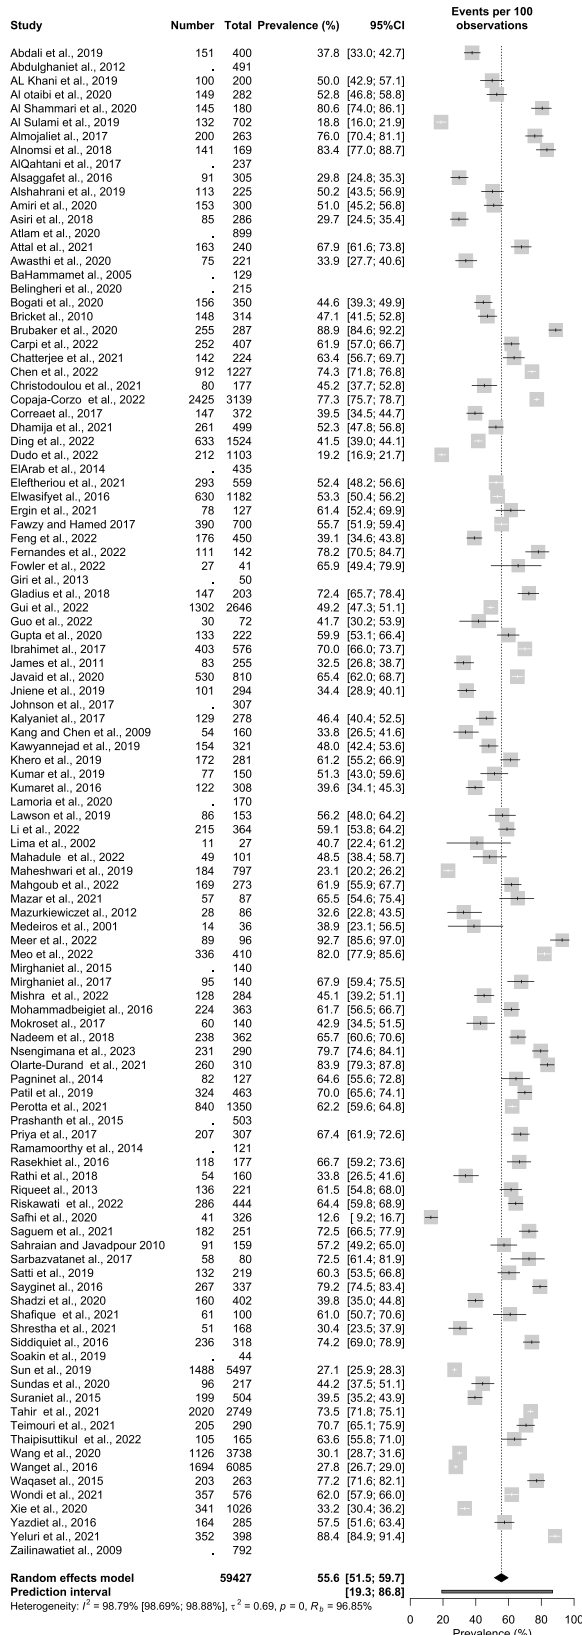 Study Number Total Prevalence (%) 95%CI Events per 100 observations
Abdali et al., 2019 151 400 37.8 [33.0; 42.7]
Abdulghaniet al., 2012 . 491
AL Khani et al., 2019 100 200 50.0 [42.9; 57.1]
Al otaibi et al., 2020 149 282 52.8 [46.8; 58.8]
Al Shammari et al., 2020 145 180 80.6 [74.0; 86.1]
Al Sulami et al., 2019 132 702 18.8 [16.0; 21.9]
Almojaliet al., 2017 200 263 76.0 [70.4; 81.1]
Alnomsi et al., 2018 141 169 83.4 [77.0; 88.7]
AlQahtani et al., 2017 . 237
Alsaggafet al., 2016 91 305 29.8 [24.8; 35.3]
Alshahrani et al., 2019 113 225 50.2 [43.5; 56.9]
Amiri et al., 2020 153 300 51.0 [45.2; 56.8]
Asiri et al., 2018 85 286 29.7 [24.5; 35.4]
Atlam et al., 2020 . 899
Attal et al., 2021 163 240 67.9 [61.6; 73.8]
Awasthi et al., 2020 75 221 33.9 [27.7; 40.6]
BaHammamet et al., 2005 . 129
Belingheri et al., 2020 . 215
Bogati et al., 2020 156 350 44.6 [39.3; 49.9]
Bricket et al., 2010 148 314 47.1 [41.5; 52.8]
Brubaker et al., 2020 255 287 88.9 [84.6; 92.2]
Carpi et al., 2022 252 407 61.9 [57.0; 66.7]
Chatterjee et al., 2021 142 224 63.4 [56.7; 69.7]
Chen et al., 2022 912 1227 74.3 [71.8; 76.8]
Christodoulou et al., 2021 80 177 45.2 [37.7; 52.8]
Copaja-Corzo et al., 2022 2425 3139 77.3 [75.7; 78.7]
Correaet al., 2017 147 372 39.5 [34.5; 44.7]
Dhamija et al., 2021 261 499 52.3 [47.8; 56.8]
Ding et al., 2022 633 1524 41.5 [39.0; 44.1]
Dudo et al., 2022 212 1103 19.2 [16.9; 21.7]
ElArab et al., 2014 . 435
Eleftheriou et al., 2021 293 559 52.4 [48.2; 56.6]
Elwasifyet al., 2016 630 1182 53.3 [50.4; 56.2]
Ergin et al., 2021 78 127 61.4 [52.4; 69.9]
Fawzy and Hamed 2017 390 700 55.7 [51.9; 59.4]
Feng et al., 2022 176 450 39.1 [34.6; 43.8]
Fernandes et al., 2022 111 142 78.2 [70.5; 84.7]
Fowler et al., 2022 27 41 65.9 [49.4; 79.9]
Giri et al., 2013 . 50
Gladius et al., 2018 147 203 72.4 [65.7; 78.4]
Gui et al., 2022 1302 2646 49.2 [47.3; 51.1]
Guo et al., 2022 30 72 41.7 [30.2; 53.9]
Gupta et al., 2020 133 222 59.9 [53.1; 66.4]
Ibrahimet al., 2017 403 576 70.0 [66.0; 73.7]
James et al., 2011 83 255 32.5 [26.8; 38.7]
Javaid et al., 2020 530 810 65.4 [62.0; 68.7]
Jniene et al., 2019 101 294 34.4 [28.9; 40.1]
Johnson et al., 2017 . 307
Kalyaniet al., 2017 129 278 46.4 [40.4; 52.5]
Kang and Chen et al., 2009 54 160 33.8 [26.5; 41.6]
Kawyannejad et al., 2019 154 321 48.0 [42.4; 53.6]
Khero et al., 2019 172 281 61.2 [55.2; 66.9]
Kumar et al., 2019 77 150 51.3 [43.0; 59.6]
Kumaret al., 2016 122 308 39.6 [34.1; 45.3]
Lamoria et al., 2020 . 170
Lawson et al., 2019 86 153 56.2 [48.0; 64.2]
Li et al., 2022 215 364 59.1 [53.8; 64.2]
Lima et al., 2002 11 27 40.7 [22.4; 61.2]
Mahadule et al., 2022 49 101 48.5 [38.4; 58.7]
Maheshwari et al., 2019 184 797 23.1 [20.2; 26.2]
Mahgoub et al., 2022 169 273 61.9 [55.9; 67.7]
Mazar et al., 2021 57 87 65.5 [54.6; 75.4]
Mazurkiewiczet al., 2012 28 86 32.6 [22.8; 43.5]
Medeiros et al., 2001 14 36 38.9 [23.1; 56.5]
Meer et al., 2022 89 96 92.7 [85.6; 97.0]
Meo et al., 2022 336 410 82.0 [77.9; 85.6]
Mirghaniet al., 2015 . 140
Mirghaniet al., 2017 95 140 67.9 [59.4; 75.5]
Mishra et al., 2022 128 284 45.1 [39.2; 51.1]
Mohammadbeigiet al., 2016 224 363 61.7 [56.5; 66.7]
Mokroset al., 2017 60 140 42.9 [34.5; 51.5]
Nadeem et al., 2018 238 362 65.7 [60.6; 70.6]
Nsengimana et al., 2023 231 290 79.7 [74.6; 84.1]
Olarte-Durand et al., 2021 260 310 83.9 [79.3; 87.8]
Pagninet al., 2014 82 127 64.6 [55.6; 72.8]
Patil et al., 2019 324 463 70.0 [65.6; 74.1]
Perotta et al., 2021 840 1350 62.2 [59.6; 64.8]
Prashanth et al., 2015 . 503
Priya et al., 2017 207 307 67.4 [61.9; 72.6]
Ramamoorthy et al., 2014 . 121
Rasekhiet al., 2016 118 177 66.7 [59.2; 73.6]
Rathi et al., 2018 54 160 33.8 [26.5; 41.6]
Riqueet al., 2013 136 221 61.5 [54.8; 68.0]
Riskawati et al., 2022 286 444 64.4 [59.8; 68.9]
Safhi et al., 2020 41 326 12.6 [ 9.2; 16.7]
Saguem et al., 2021 182 251 72.5 [66.5; 77.9]
Sahraian and Javadpour 2010 91 159 57.2 [49.2; 65.0]
Sarbazvatanet al., 2017 58 80 72.5 [61.4; 81.9]
Satti et al., 2019 132 219 60.3 [53.5; 66.8]
Sayginet al., 2016 267 337 79.2 [74.5; 83.4]
Shadzi et al., 2020 160 402 39.8 [35.0; 44.8]
Shafique et al., 2021 61 100 61.0 [50.7; 70.6]
Shrestha et al., 2021 51 168 30.4 [23.5; 37.9]
Siddiquiet al., 2016 236 318 74.2 [69.0; 78.9]
Soakin et al., 2019 . 44
Sun et al., 2019 1488 5497 27.1 [25.9; 28.3]
Sundas et al., 2020 96 217 44.2 [37.5; 51.1]
Suraniet al., 2015 199 504 39.5 [35.2; 43.9]
Tahir et al., 2021 2020 2749 73.5 [71.8; 75.1]
Teimouri et al., 2021 205 290 70.7 [65.1; 75.9]
Thaipisuttikul et al., 2022 105 165 63.6 [55.8; 71.0]
Wang et al., 2020 1126 3738 30.1 [28.7; 31.6]
Wanget al., 2016 1694 6085 27.8 [26.7; 29.0]
Waqaset al., 2015 203 263 77.2 [71.6; 82.1]
Wondi et al., 2021 357 576 62.0 [57.9; 66.0]
Xie et al., 2020 341 1026 33.2 [30.4; 36.2]
Yazdiet al., 2016 164 285 57.5 [51.6; 63.4]
Yeluri et al., 2021 352 398 88.4 [84.9; 91.4]
Zailinawatiet al., 2009 . 792
Random effects model 59427 55.6 [51.5; 59.7]
Prediction interval [19.3; 86.8]
Heterogeneity: I² = 98.79% [98.69%; 98.88%], τ² = 0.69, p = 0, R_b = 96.85%
0 20 40 60 80 100
Prevalence (%)